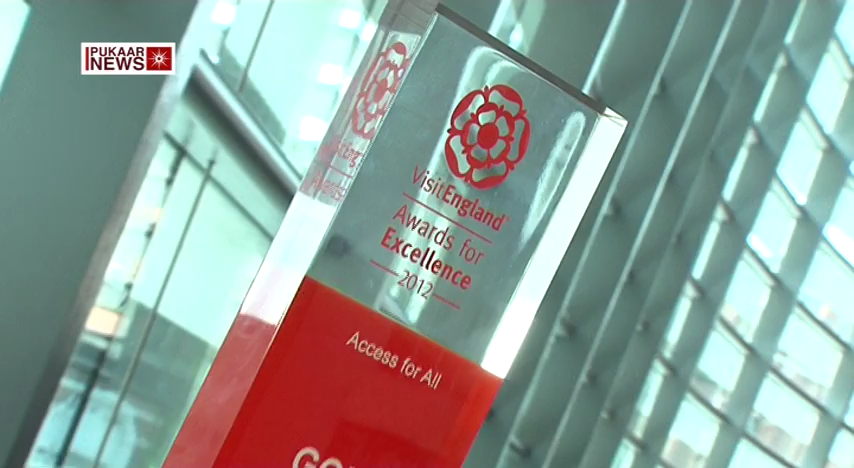 PUKAAR
NEWS
VisitEngland
Awards for
Excellence
2012
Access for All